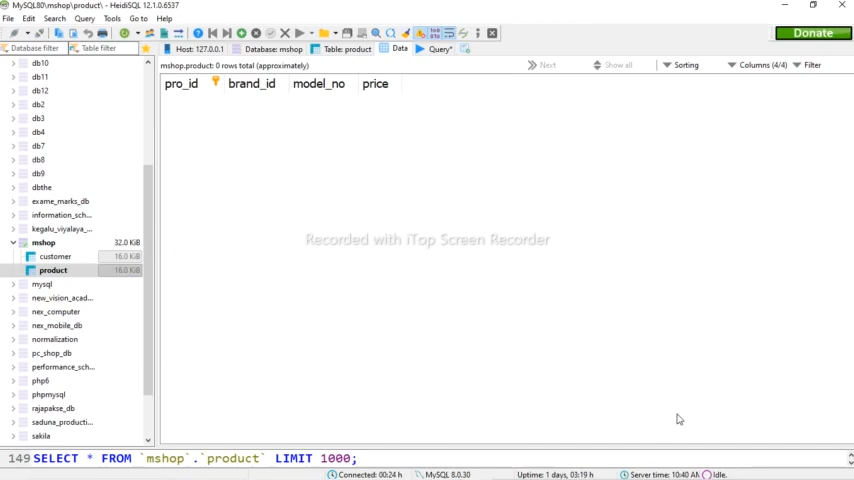 MySQL80\mshop\product\ - HeidiSQL 12.1.0.6537
File Edit Search Query Tools Go to Help
Donate
Database filter Table filter Host: 127.0.0.1 Database: mshop Table: product Data Query*
mshop.product: 0 rows total (approximately) Next Show all Sorting Columns (4/4) Filter
pro_id brand_id model_no price
db10
db11
db12
db2
db3
db4
db7
db8
db9
dbthe
exame_marks_db
information_sch...
kegalu_viyalaya_...
mshop 32.0 KiB
customer 16.0 KiB
product 16.0 KiB
mysql
new_vision_acad...
nex_computer
nex_mobile_db
normalization
pc_shop_db
performance_sch...
php6
phpmysql
rajapakse_db
saduna_producti...
sakila
Recorded with iTop Screen Recorder
149 SELECT * FROM `mshop`.`product` LIMIT 1000;
Connected: 00:24 h MySQL 8.0.30 Uptime: 1 days, 03:19 h Server time: 10:40 AM Idle.